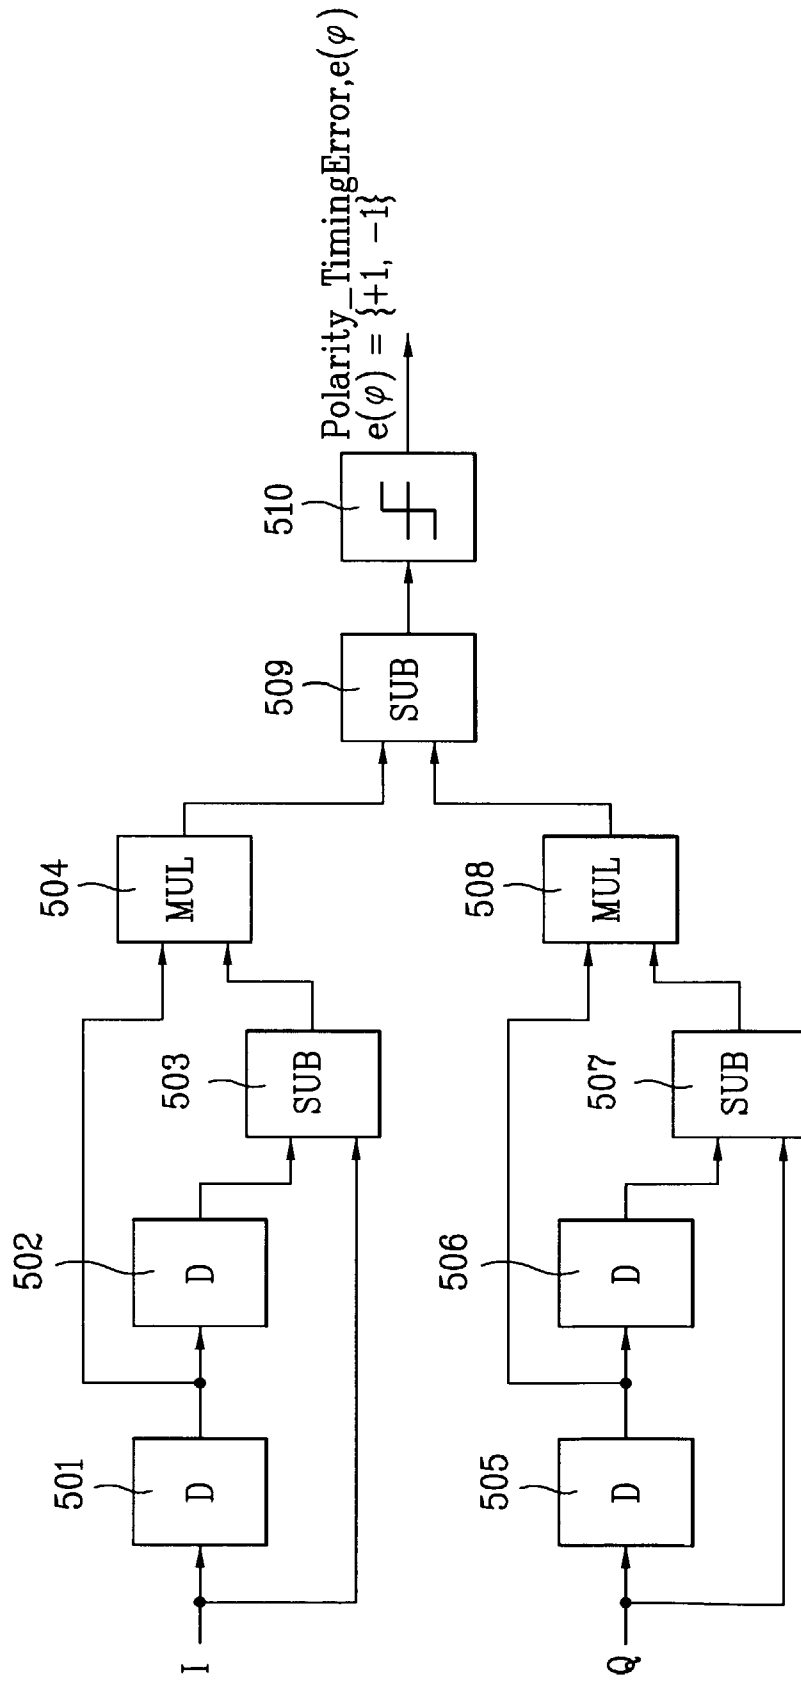 I
501
D
502
D
503
SUB
504
MUL
Q
505
D
506
D
507
SUB
508
MUL
509
SUB
510
Polarity_TimingError,e(φ)
e(φ) = {+1, -1}